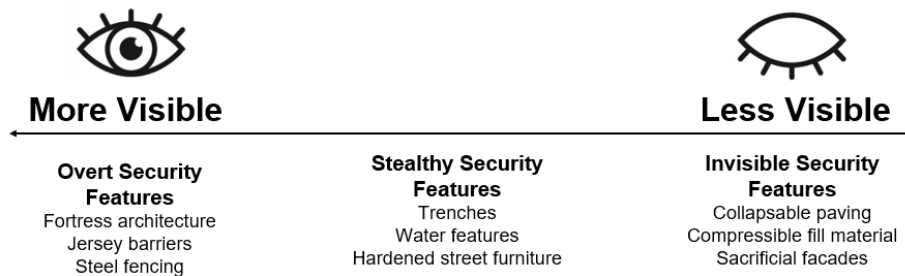 More Visible
Less Visible
Overt Security
Features
Fortress architecture
Jersey barriers
Steel fencing
Stealthy Security
Features
Trenches
Water features
Hardened street furniture
Invisible Security
Features
Collapsable paving
Compressible fill material
Sacrificial facades